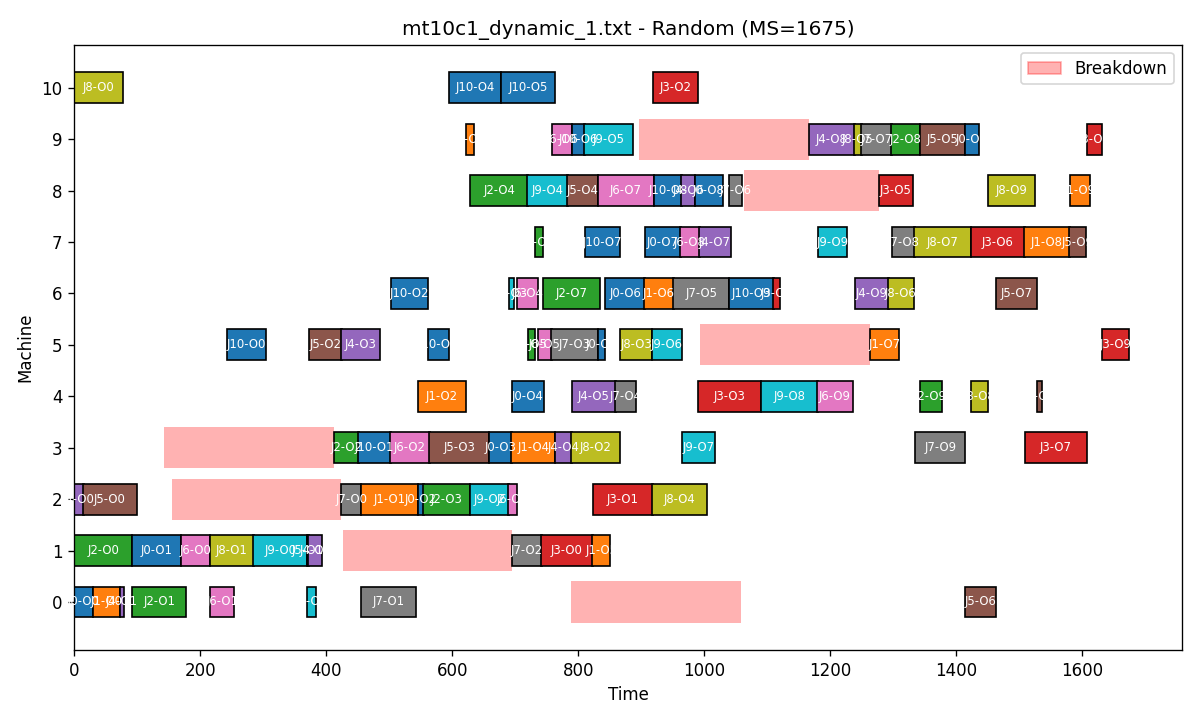 mt10c1_dynamic_1.txt - Random (MS=1675)
Breakdown
10
J8-O0 J10-O4 J10-O5 J3-O2
9
J9-O5 J4-O8 J2-O8 J5-O5
8
J2-O4 J9-O4 J5-O4 J6-O7 J3-O5 J8-O9
7
J10-O7 J0-O7 J4-O7 J9-O9 J8-O7 J3-O6 J1-O8
6
J10-O2 J2-O7 J0-O6 J1-O6 J7-O5 J10-O9 J4-O9 J8-O6 J5-O7
5
J10-O0 J5-O2 J4-O3 J7-O3 J8-O3 J9-O6 J1-O7 J3-O9
4
J1-O2 J0-O4 J4-O5 J7-O4 J3-O3 J9-O8 J6-O9
3
J2-O2 J10-O1 J6-O2 J5-O3 J0-O3 J1-O4 J4-O4 J8-O2 J9-O7 J7-O9 J3-O7
2
J5-O0 J7-O0 J1-O1 J2-O3 J3-O1 J8-O4
1
J2-O0 J0-O1 J6-O0 J8-O1 J9-O0 J7-O2 J3-O0
0
J2-O1 J7-O1 J5-O6
Machine
0 200 400 600 800 1000 1200 1400 1600
Time